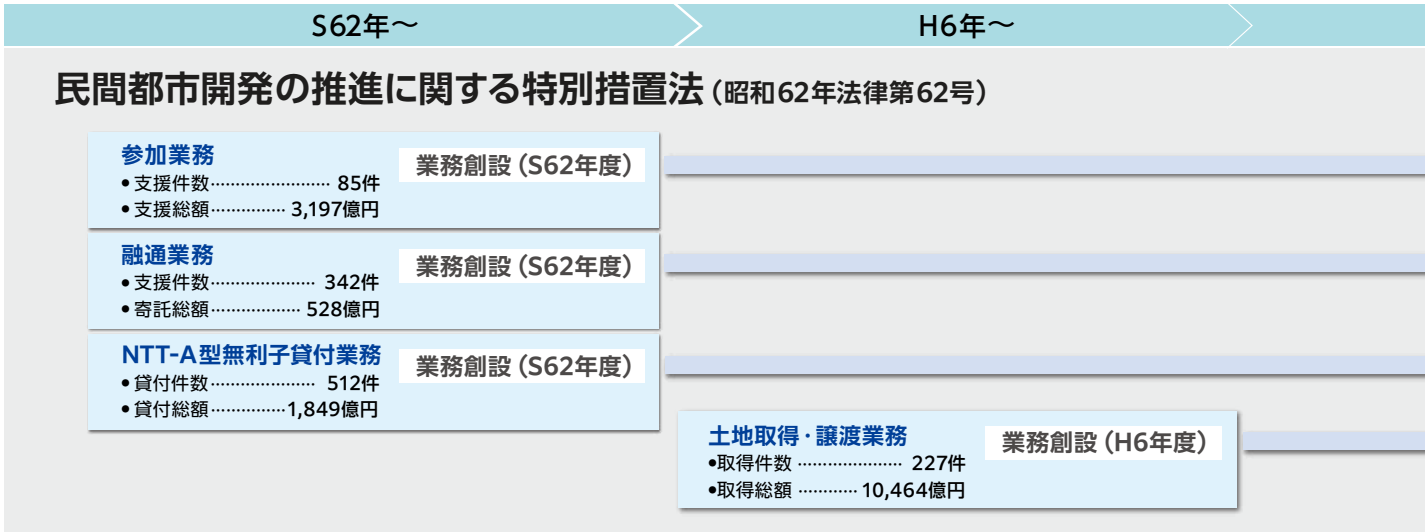 S62年～
H6年～
民間都市開発の推進に関する特別措置法（昭和62年法律第62号）
参加業務
業務創設（S62年度）
•支援件数........................ 85件
•支援総額............... 3,197億円
融通業務
業務創設（S62年度）
•支援件数..................... 342件
•寄託総額.................. 528億円
NTT-A型無利子貸付業務
業務創設（S62年度）
•貸付件数..................... 512件
•貸付総額...............1,849億円
土地取得・譲渡業務
業務創設（H6年度）
•取得件数 ..................... 227件
•取得総額 ............ 10,464億円